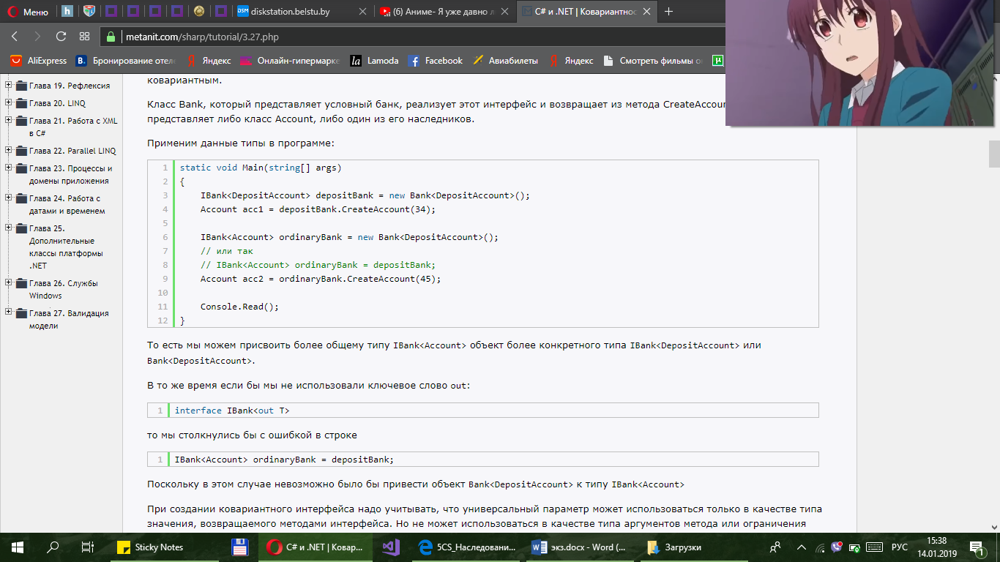 Меню
diskstation.belstu.by
(6) Аниме- Я уже давно л
C# и .NET | Ковариантнос
metanit.com/sharp/tutorial/3.27.php
AliExpress
B. Бронирование отеле
Яндекс
Онлайн-гипермарке
la Lamoda
Facebook
Авиабилеты
Яндекс
Смотреть фильмы о
Глава 19. Рефлексия
Глава 20. LINQ
Глава 21. Работа с XML
в C#
Глава 22. Parallel LINQ
Глава 23. Процессы и
домены приложения
Глава 24. Работа с
датами и временем
Глава 25.
Дополнительные
классы платформы
.NET
Глава 26. Службы
Windows
Глава 27. Валидация
модели
ковариантным.
Класс Bank, который представляет условный банк, реализует этот интерфейс и возвращает из метода CreateAccoun
представляет либо класс Account, либо один из его наследников.
Применим данные типы в программе:
1 static void Main(string[] args)
2 {
3 IBank<DepositAccount> depositBank = new Bank<DepositAccount>();
4 Account acc1 = depositBank.CreateAccount(34);
5
6 IBank<Account> ordinaryBank = new Bank<DepositAccount>();
7 // или так
8 // IBank<Account> ordinaryBank = depositBank;
9 Account acc2 = ordinaryBank.CreateAccount(45);
10
11 Console.Read();
12 }
То есть мы можем присвоить более общему типу IBank<Account> объект более конкретного типа IBank<DepositAccount> или
Bank<DepositAccount>.
В то же время если бы мы не использовали ключевое слово out:
1 interface IBank<out T>
то мы столкнулись бы с ошибкой в строке
1 IBank<Account> ordinaryBank = depositBank;
Поскольку в этом случае невозможно было бы привести объект Bank<DepositAccount> к типу IBank<Account>
При создании ковариантного интерфейса надо учитывать, что универсальный параметр может использоваться только в качестве типа
значения, возвращаемого методами интерфейса. Но не может использоваться в качестве типа аргументов метода или ограничения
Sticky Notes
C# и .NET | Ковар...
5CS_Наследовани...
экз.docx - Word (...
Загрузки
РУС
15:38
14.01.2019
1